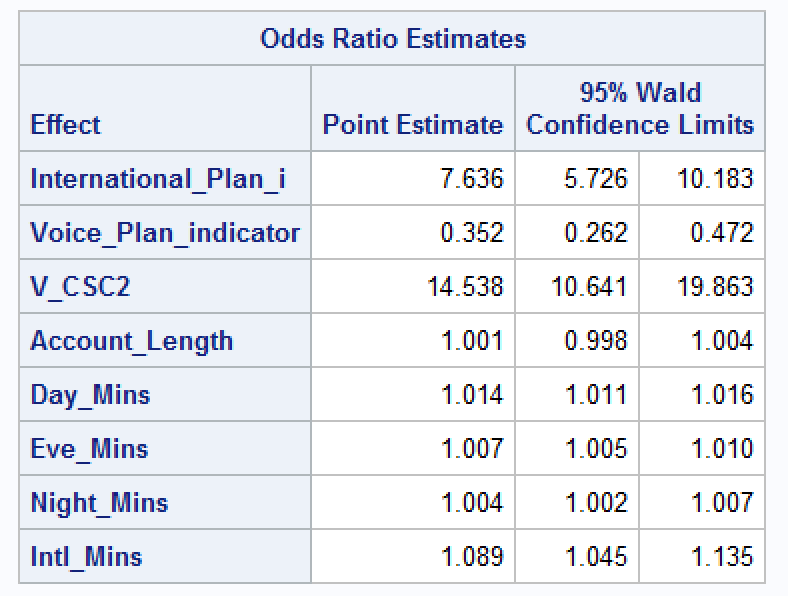 Odds Ratio Estimates
Effect Point Estimate 95% Wald
Confidence Limits
International_Plan_i 7.636 5.726 10.183
Voice_Plan_indicator 0.352 0.262 0.472
V_CSC2 14.538 10.641 19.863
Account_Length 1.001 0.998 1.004
Day_Mins 1.014 1.011 1.016
Eve_Mins 1.007 1.005 1.010
Night_Mins 1.004 1.002 1.007
Intl_Mins 1.089 1.045 1.135